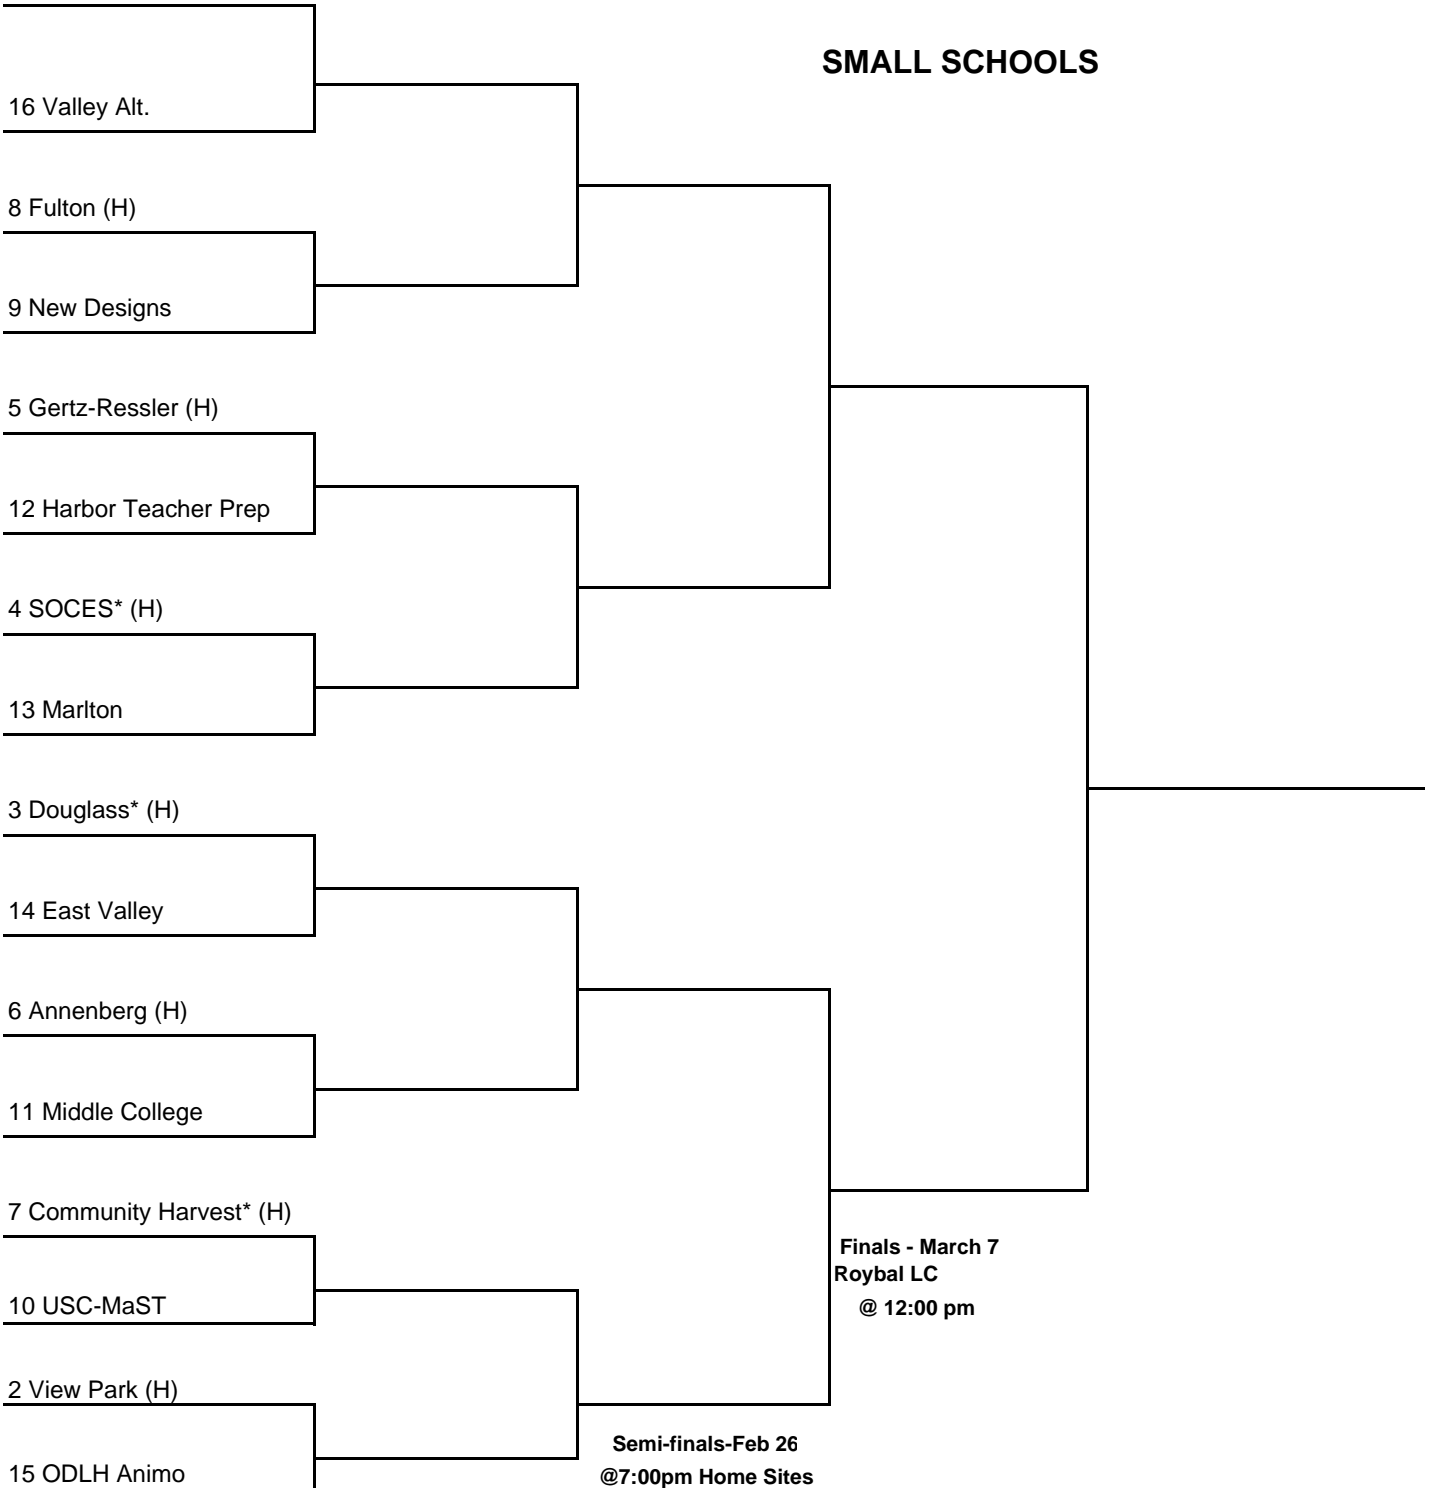 SMALL SCHOOLS
16 Valley Alt.
8 Fulton (H)
9 New Designs
5 Gertz-Ressler (H)
12 Harbor Teacher Prep
4 SOCES* (H)
13 Marlton
3 Douglass* (H)
14 East Valley
6 Annenberg (H)
11 Middle College
7 Community Harvest* (H)
Finals - March 7
Roybal LC
10 USC-MaST
@ 12:00 pm
2 View Park (H)
Semi-finals-Feb 26
15 ODLH Animo
@7:00pm Home Sites